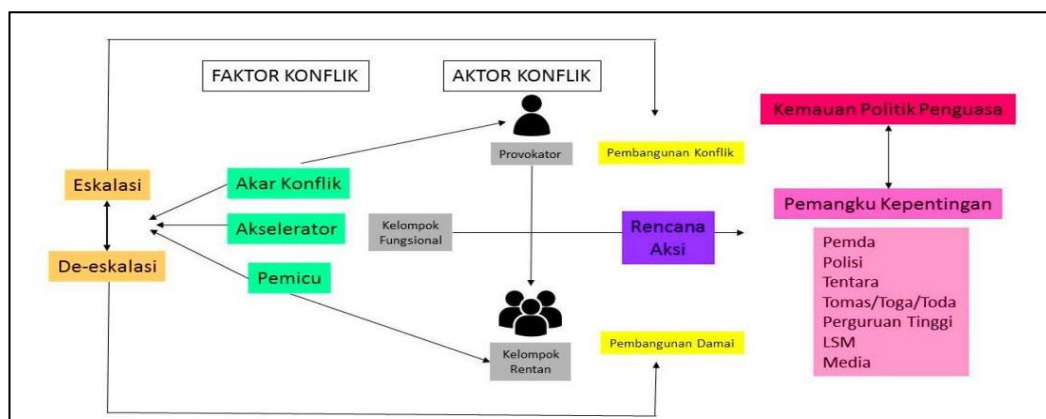 FAKTOR KONFLIK
AKTOR KONFLIK
Provokator
Pembangunan Konflik
Kemauan Politik Penguasa
Eskalasi
Akar Konflik
Akselerator
Kelompok
Fungsional
Rencana
Aksi
Pemangku Kepentingan
De-eskalasi
Pemicu
Kelompok
Rentan
Pembangunan Damai
Pemda
Polisi
Tentara
Tomas/Toga/Toda
Perguruan Tinggi
LSM
Media